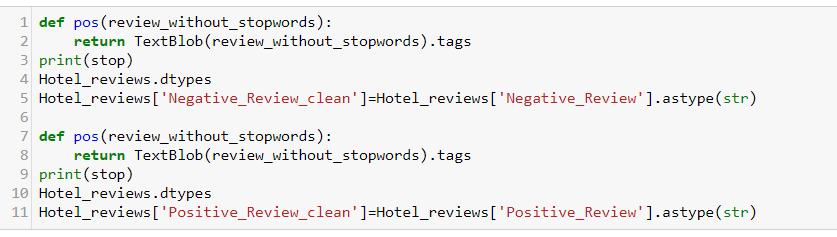 1 def pos(review_without_stopwords):
2     return TextBlob(review_without_stopwords).tags
3 print(stop)
4 Hotel_reviews.dtypes
5 Hotel_reviews['Negative_Review_clean']=Hotel_reviews['Negative_Review'].astype(str)
6
7 def pos(review_without_stopwords):
8     return TextBlob(review_without_stopwords).tags
9 print(stop)
10 Hotel_reviews.dtypes
11 Hotel_reviews['Positive_Review_clean']=Hotel_reviews['Positive_Review'].astype(str)